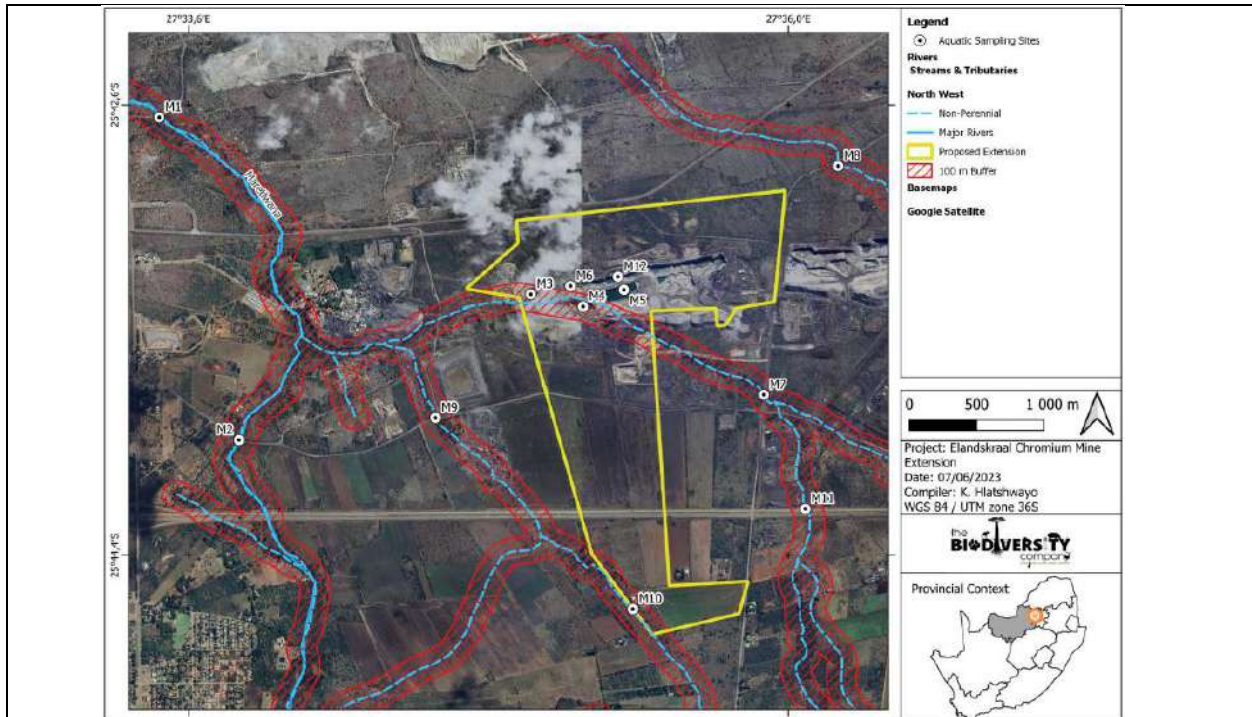 27°33,6'E
27°36,0'E
25°42,6'S
25°44,4'S
M1
M8
M12
M6
M3
M4
M5
M7
M9
M2
M11
M10
Legend
Aquatic Sampling Sites
Rivers
Streams & Tributaries
North West
Non-Perennial
Major Rivers
Proposed Extension
100 m Buffer
Basemaps
Google Satellite
0 500 1 000 m
Project: Elandskraal Chromium Mine
Extension
Date: 07/06/2023
Compiler: K. Hlatshwayo
WGS 84 / UTM zone 36S
the
BIODIVERSITY
company
Provincial Context